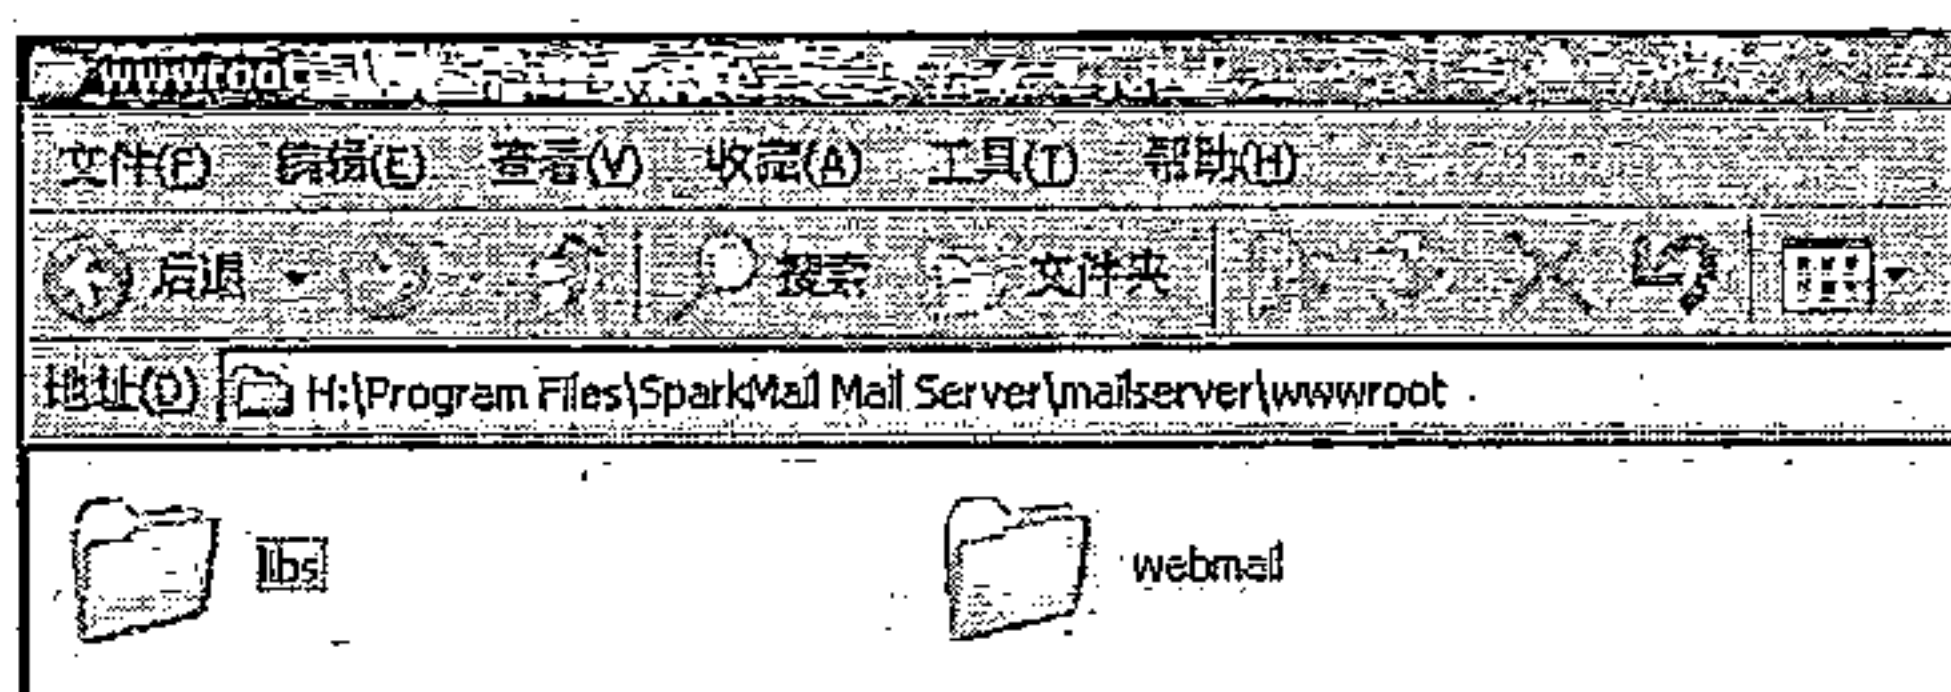 wwwroot
文件(F) 编辑(E) 查看(V) 收藏(A) 工具(T) 帮助(H)
后退 搜索 文件夹
地址(D) H:\Program Files\SparkMail Mail Server\mailserver\wwwroot
libs webmail